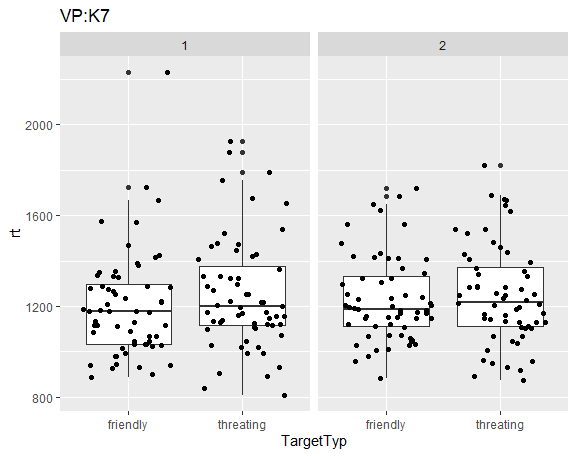 VP:K7
1 2
rt
2000
1600
1200
800
friendly threating friendly threating
TargetTyp